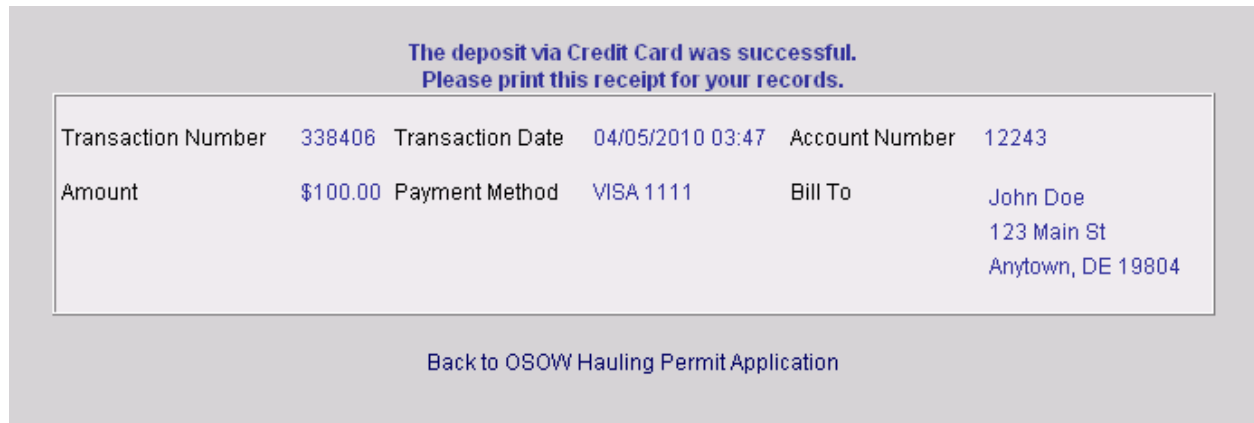 The deposit via Credit Card was successful.
Please print this receipt for your records.
Transaction Number 338406 Transaction Date 04/05/2010 03:47 Account Number 12243
Amount $100.00 Payment Method VISA 1111 Bill To John Doe
123 Main St
Anytown, DE 19804
Back to OSOW Hauling Permit Application